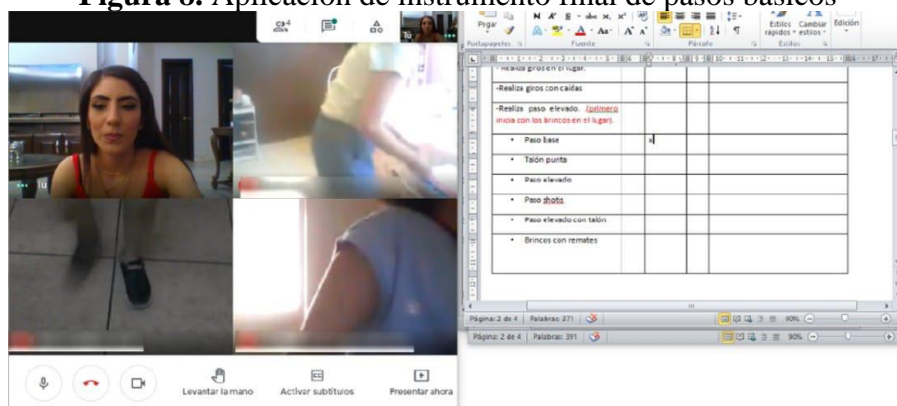 Figura 8. Aplicación de instrumento final de pasos básicos
Tú
Tú
Levantar la mano
Activar subtítulos
Presentar ahora
Pegar
Portapapeles
Fuente
Párrafo
Estilos rápidos
Cambiar estilos
Edición
Estilos
-Realiza giros en el lugar.
-Realiza giros con caídas
-Realiza paso elevado. (primero
inicia con los brincos en el lugar).
• Paso base
x
• Talón punta
• Paso elevado
• Paso shotis
• Paso elevado con talón
• Brincos con remates
Página: 2 de 4
Palabras: 371
90%
Página: 2 de 4
Palabras: 391
90%